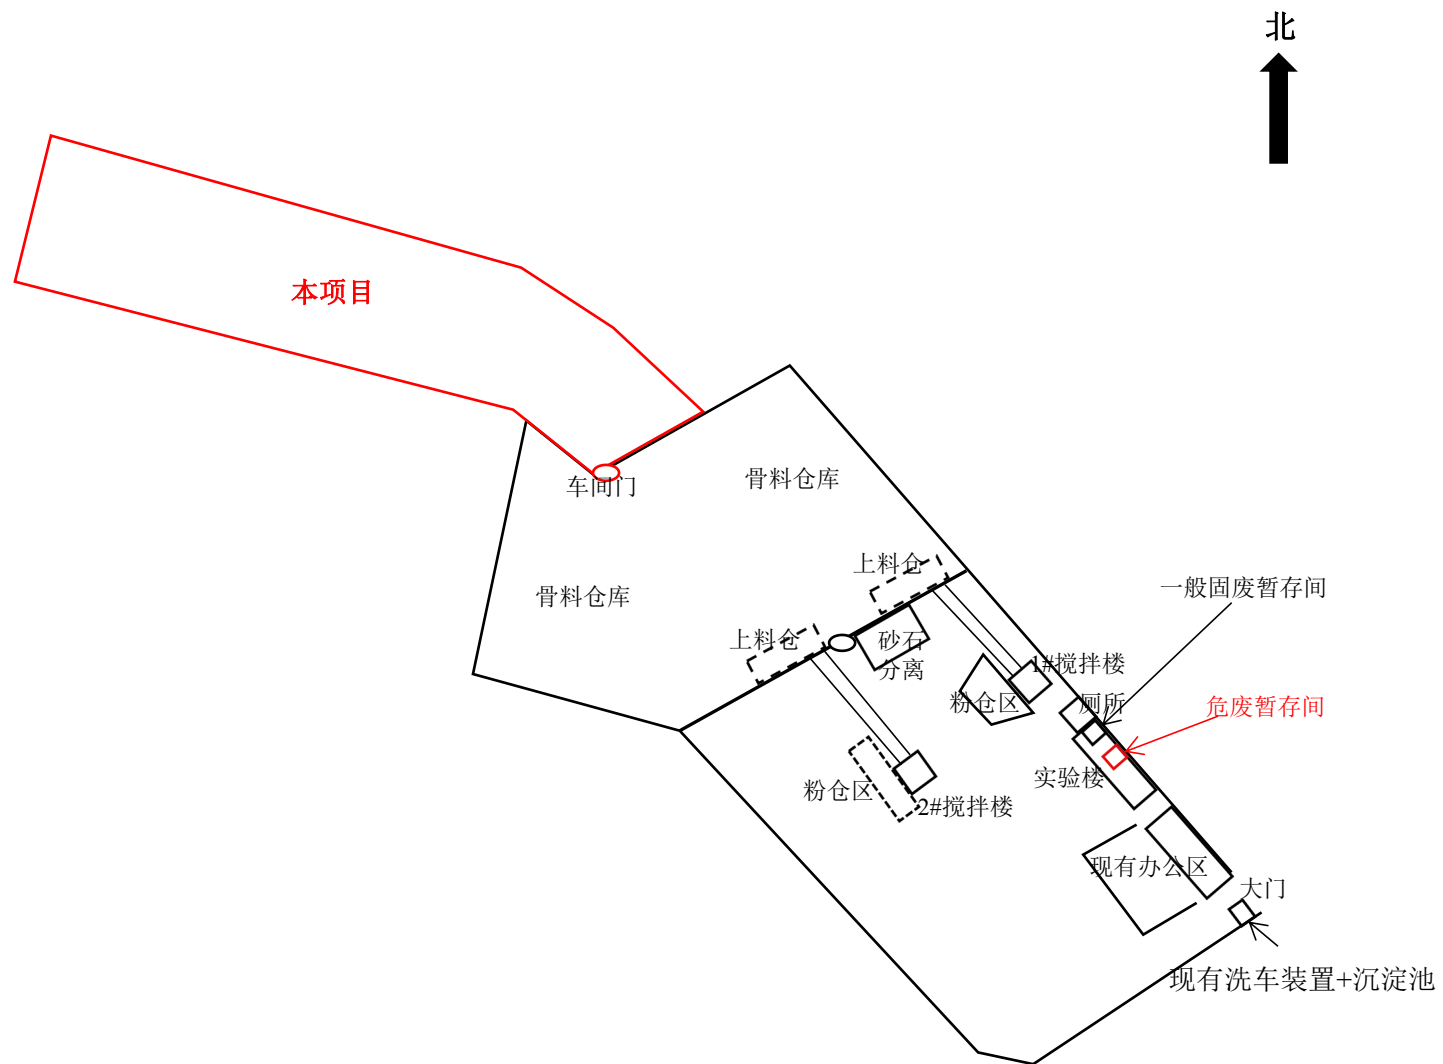 北
本项目
骨料仓库
车间门
上料仓
一般固废暂存间
骨料仓库
上料仓
砂石
分离
1#搅拌楼
粉仓区
厕所
危废暂存间
实验楼
粉仓区
2#搅拌楼
现有办公区
大门
现有洗车装置+沉淀池